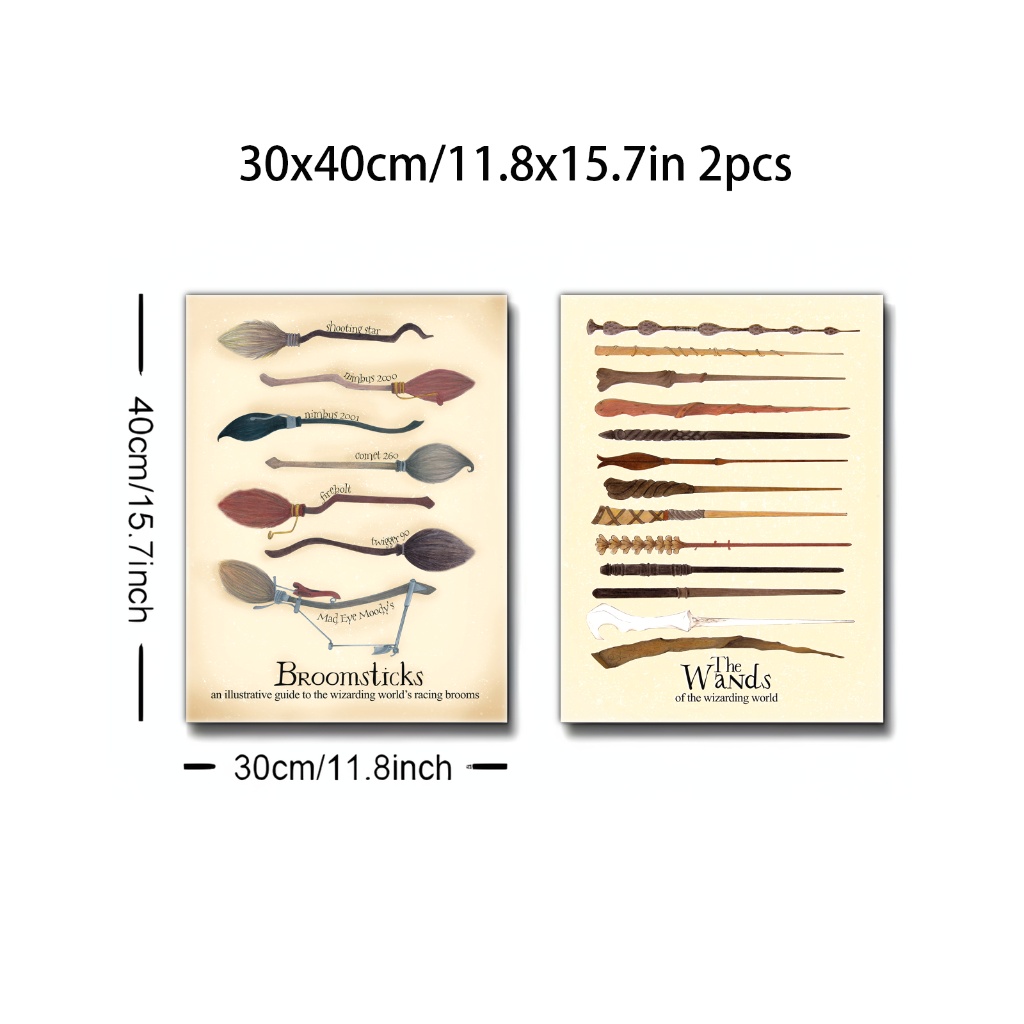 30x40cm/11.8x15.7in 2pcs
40cm/15.7inch
shooting star
nimbus 2000
nimbus 2001
comet 260
firebolt
twigger 90
Mad Eye Moody's
Broomsticks
an illustrative guide to the wizarding world's racing brooms
30cm/11.8inch
The
Wands
of the wizarding world